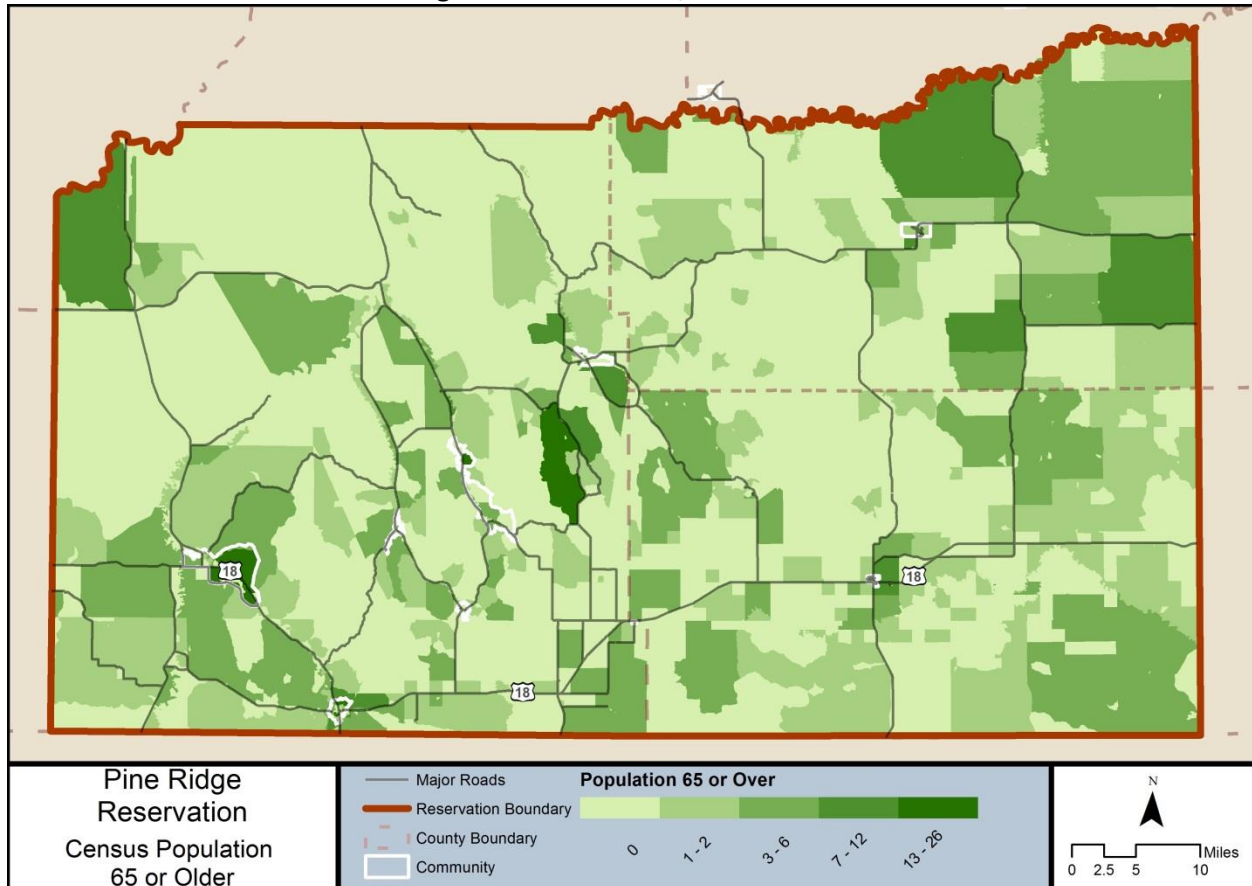 18
18
18
Pine Ridge
Reservation
Census Population
65 or Older
Major Roads
Reservation Boundary
County Boundary
Community
Population 65 or Over
0
1 - 2
3 - 6
7 - 12
13 - 26
N
Miles
0 2.5 5 10